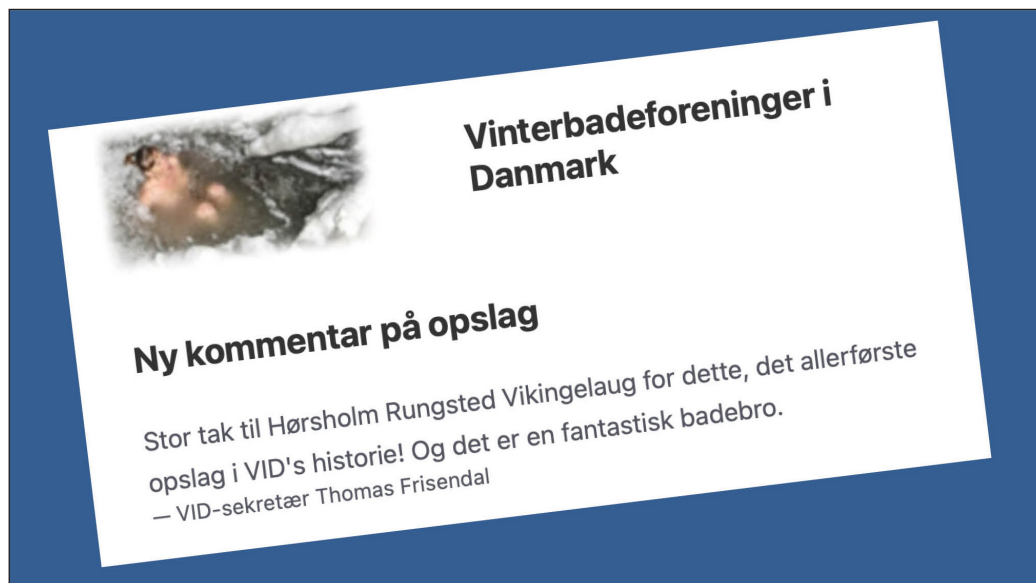 Vinterbadeforeninger i
Danmark
Ny kommentar på opslag
Stor tak til Hørsholm Rungsted Vikingelaug for dette, det allerførste
opslag i VID's historie! Og det er en fantastisk badebro.
— VID-sekretær Thomas Frisendal